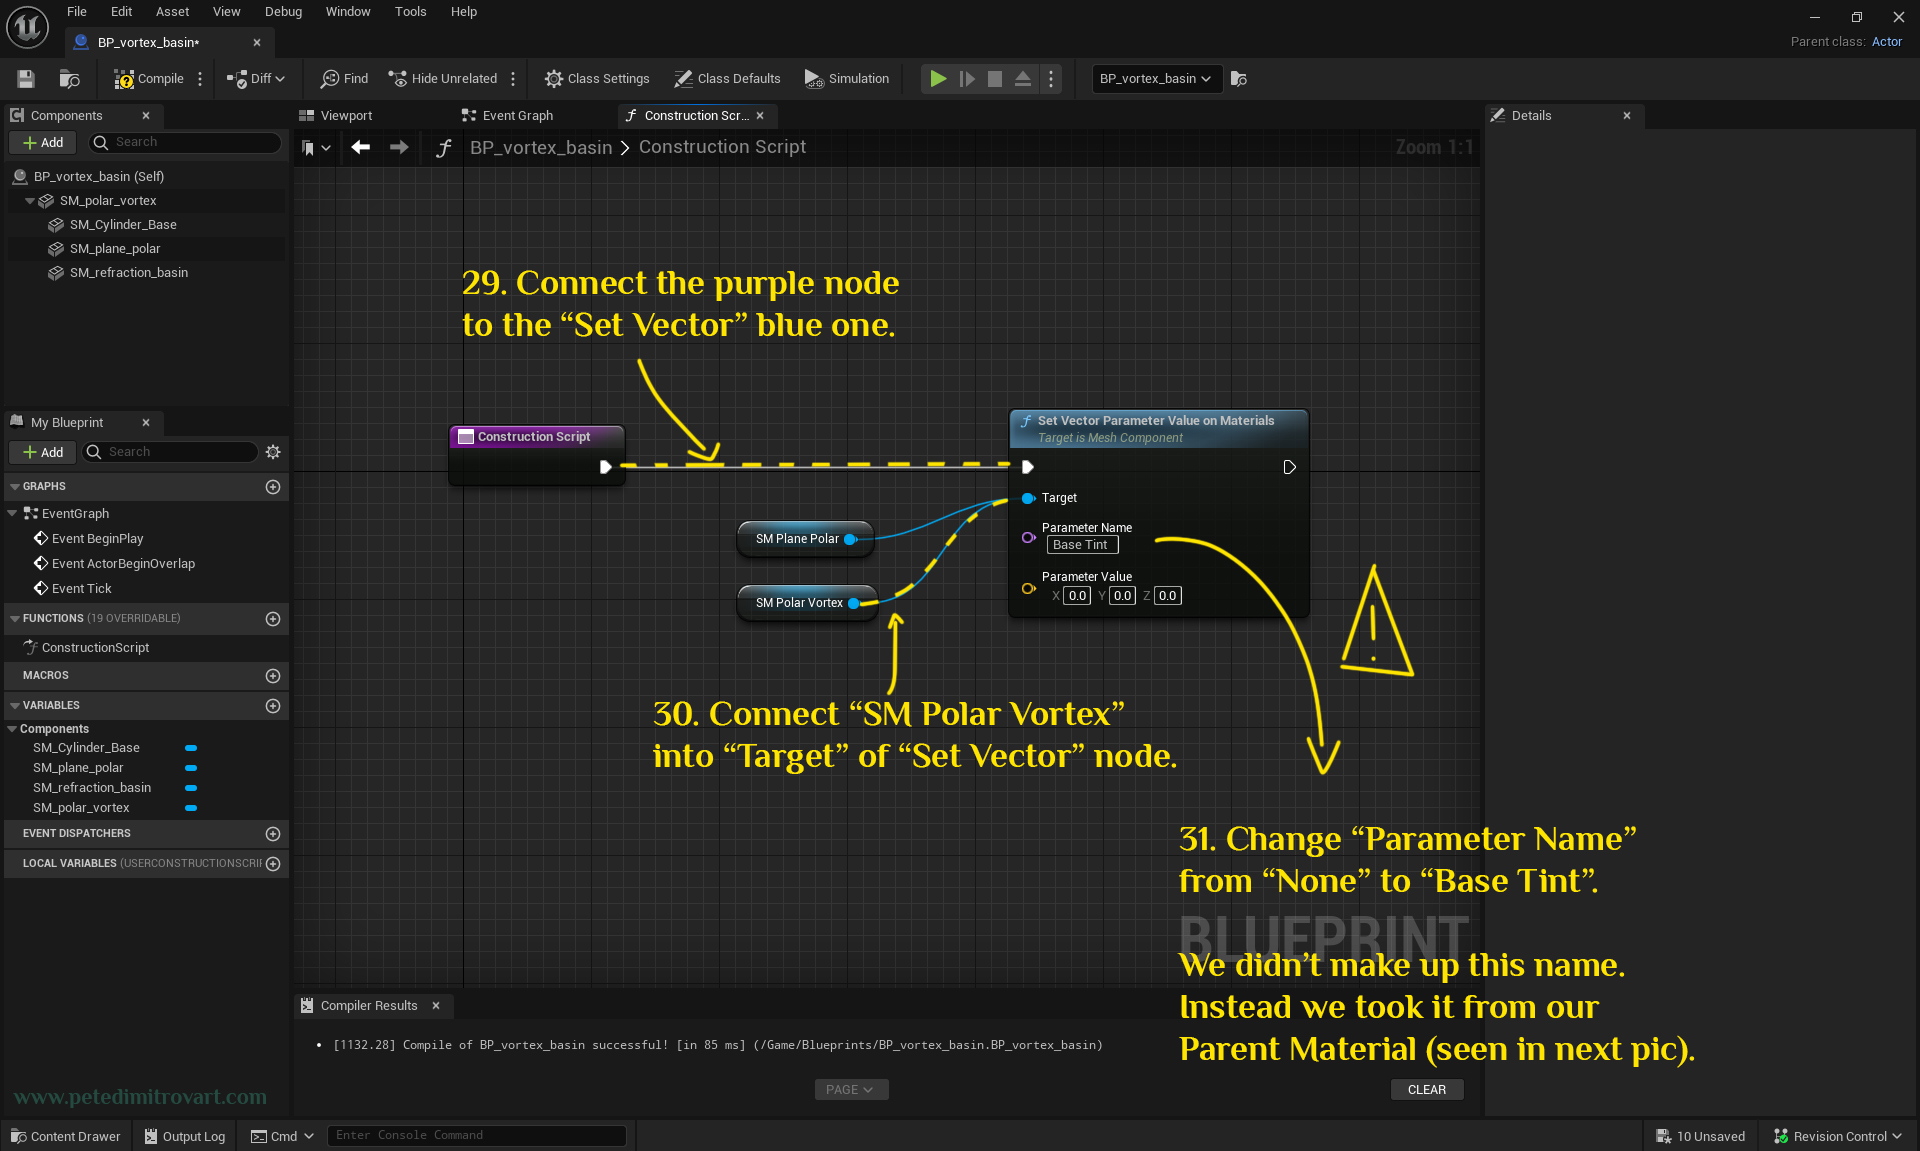 File Edit Asset View Debug Window Tools Help
BP_vortex_basin*
Parent class: Actor
Compile Diff Find Hide Unrelated Class Settings Class Defaults Simulation BP_vortex_basin
Components
Add Search
BP_vortex_basin (Self)
SM_polar_vortex
SM_Cylinder_Base
SM_plane_polar
SM_refraction_basin
My Blueprint
Add Search
GRAPHS
EventGraph
Event BeginPlay
Event ActorBeginOverlap
Event Tick
FUNCTIONS (19 OVERRIDABLE)
ConstructionScript
MACROS
VARIABLES
Components
SM_Cylinder_Base
SM_plane_polar
SM_refraction_basin
SM_polar_vortex
EVENT DISPATCHERS
LOCAL VARIABLES (USERCONSTRUCTIONSCRIP
www.petedimitrovart.com
Viewport Event Graph Construction Scr...
BP_vortex_basin > Construction Script
Zoom 1:1
29. Connect the purple node
to the “Set Vector” blue one.
Construction Script
Set Vector Parameter Value on Materials
Target is Mesh Component
Target
Parameter Name
Base Tint
Parameter Value
X 0.0 Y 0.0 Z 0.0
SM Plane Polar
SM Polar Vortex
30. Connect “SM Polar Vortex”
into “Target” of “Set Vector” node.
!
31. Change “Parameter Name”
from “None” to “Base Tint”.
BLUEPRINT
We didn’t make up this name.
Instead we took it from our
Parent Material (seen in next pic).
Compiler Results
[1132.28] Compile of BP_vortex_basin successful! [in 85 ms] (/Game/Blueprints/BP_vortex_basin.BP_vortex_basin)
PAGE
CLEAR
Details
Content Drawer Output Log Cmd Enter Console Command
10 Unsaved Revision Control